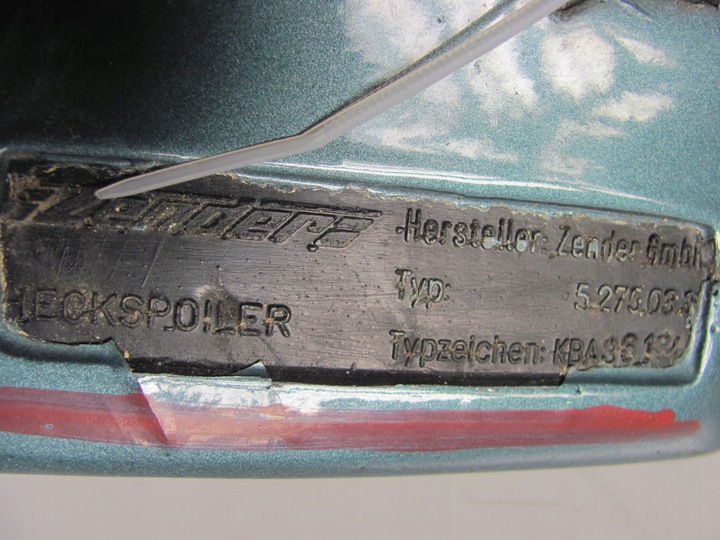 Zender
HECKSPOILER
Hersteller: Zender GmbH
Typ: 5.275.03.3
Typzeichen: KBA